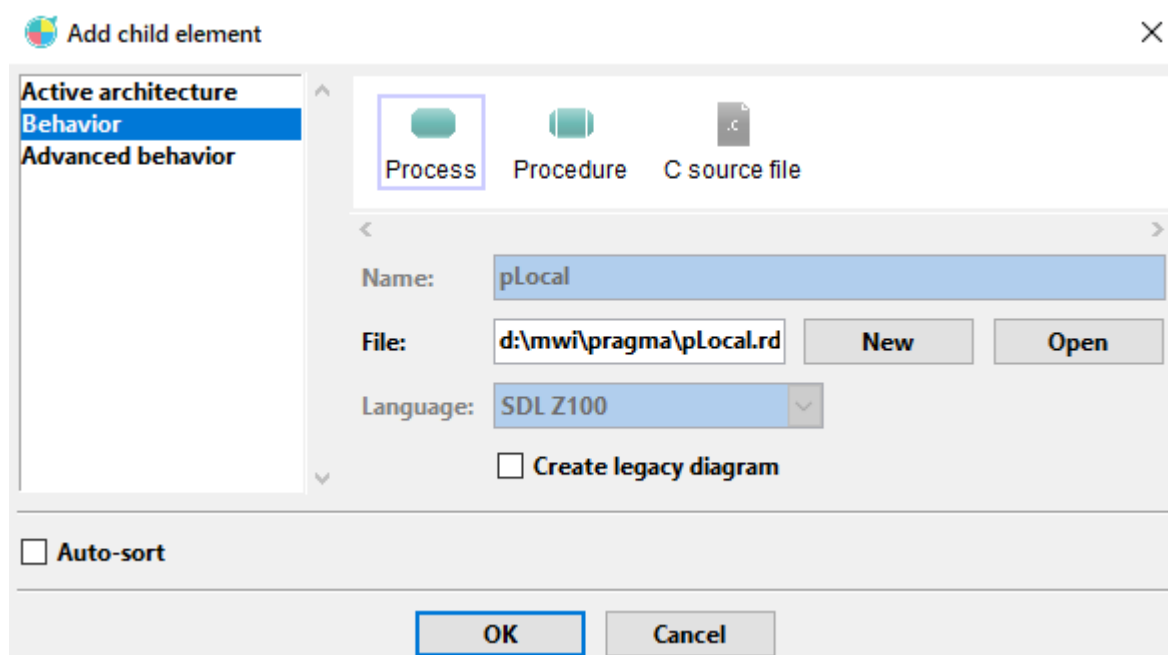 Add child element
Active architecture
Behavior
Advanced behavior
.c
Process Procedure C source file
Name: pLocal
File: d:\mwi\pragma\pLocal.rd New Open
Language: SDL Z100
Create legacy diagram
Auto-sort
OK Cancel